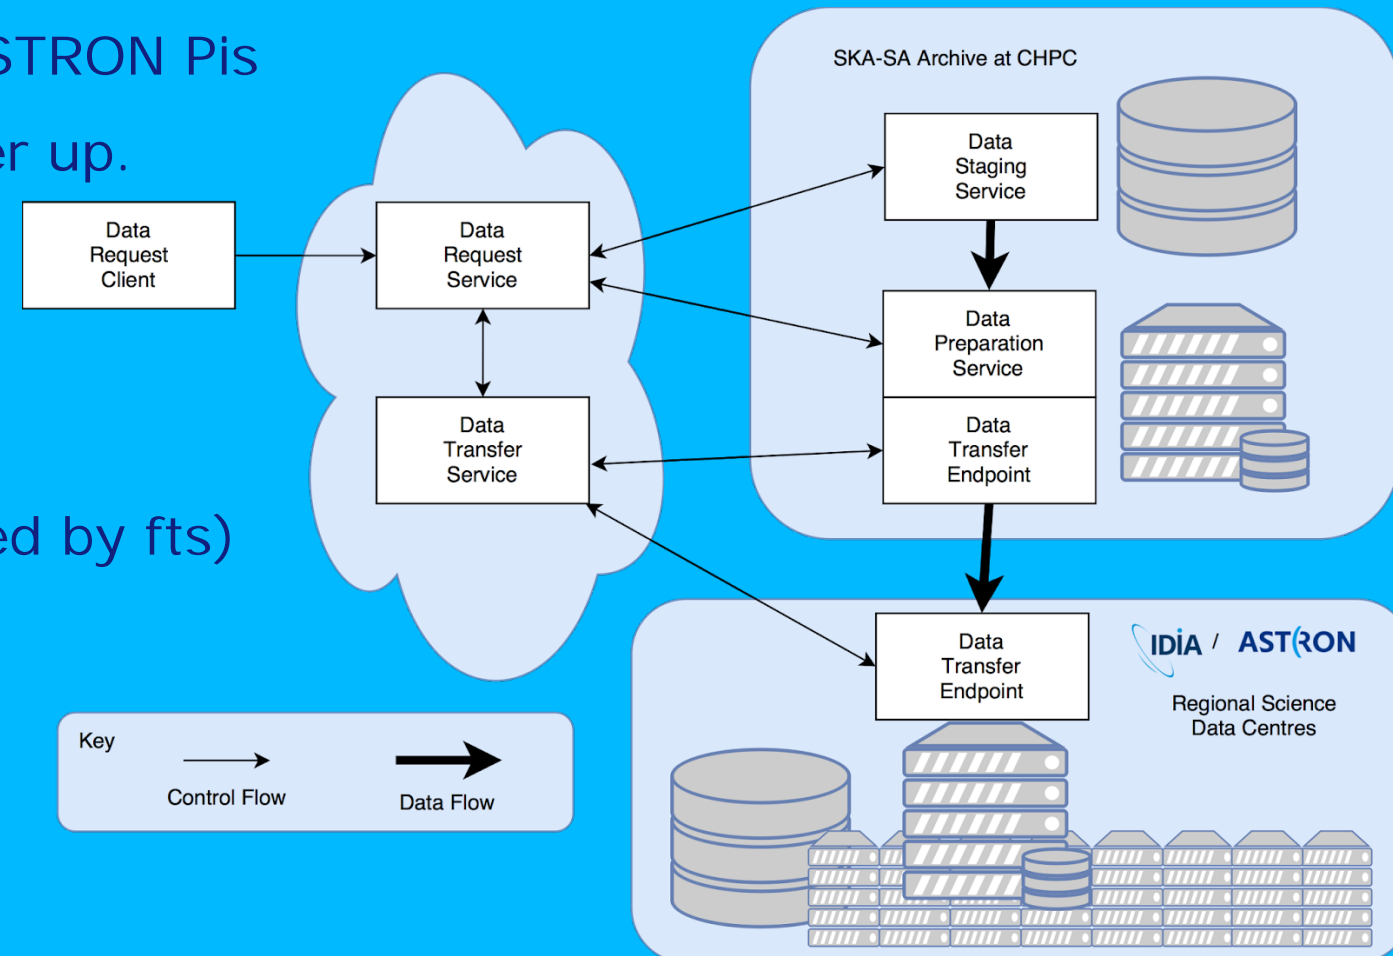 STRON Pis
er up.
ed by fts)
SKA-SA Archive at CHPC
Data
Staging
Service
Data
Request
Client
Data
Request
Service
Data
Preparation
Service
Data
Transfer
Service
Data
Transfer
Endpoint
Data
Transfer
Endpoint
IDiA / ASTRON
Regional Science
Data Centres
Key
Control Flow
Data Flow